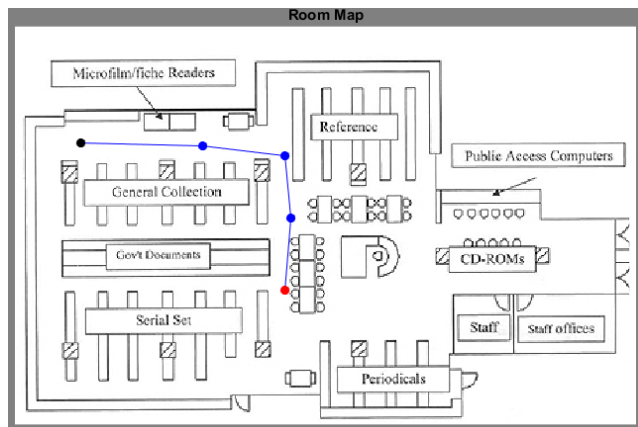 Room Map
Microfilm/fiche Readers
Reference
Public Access Computers
General Collection
Gov't Documents
CD-ROMs
Serial Set
Staff
Staff offices
Periodicals